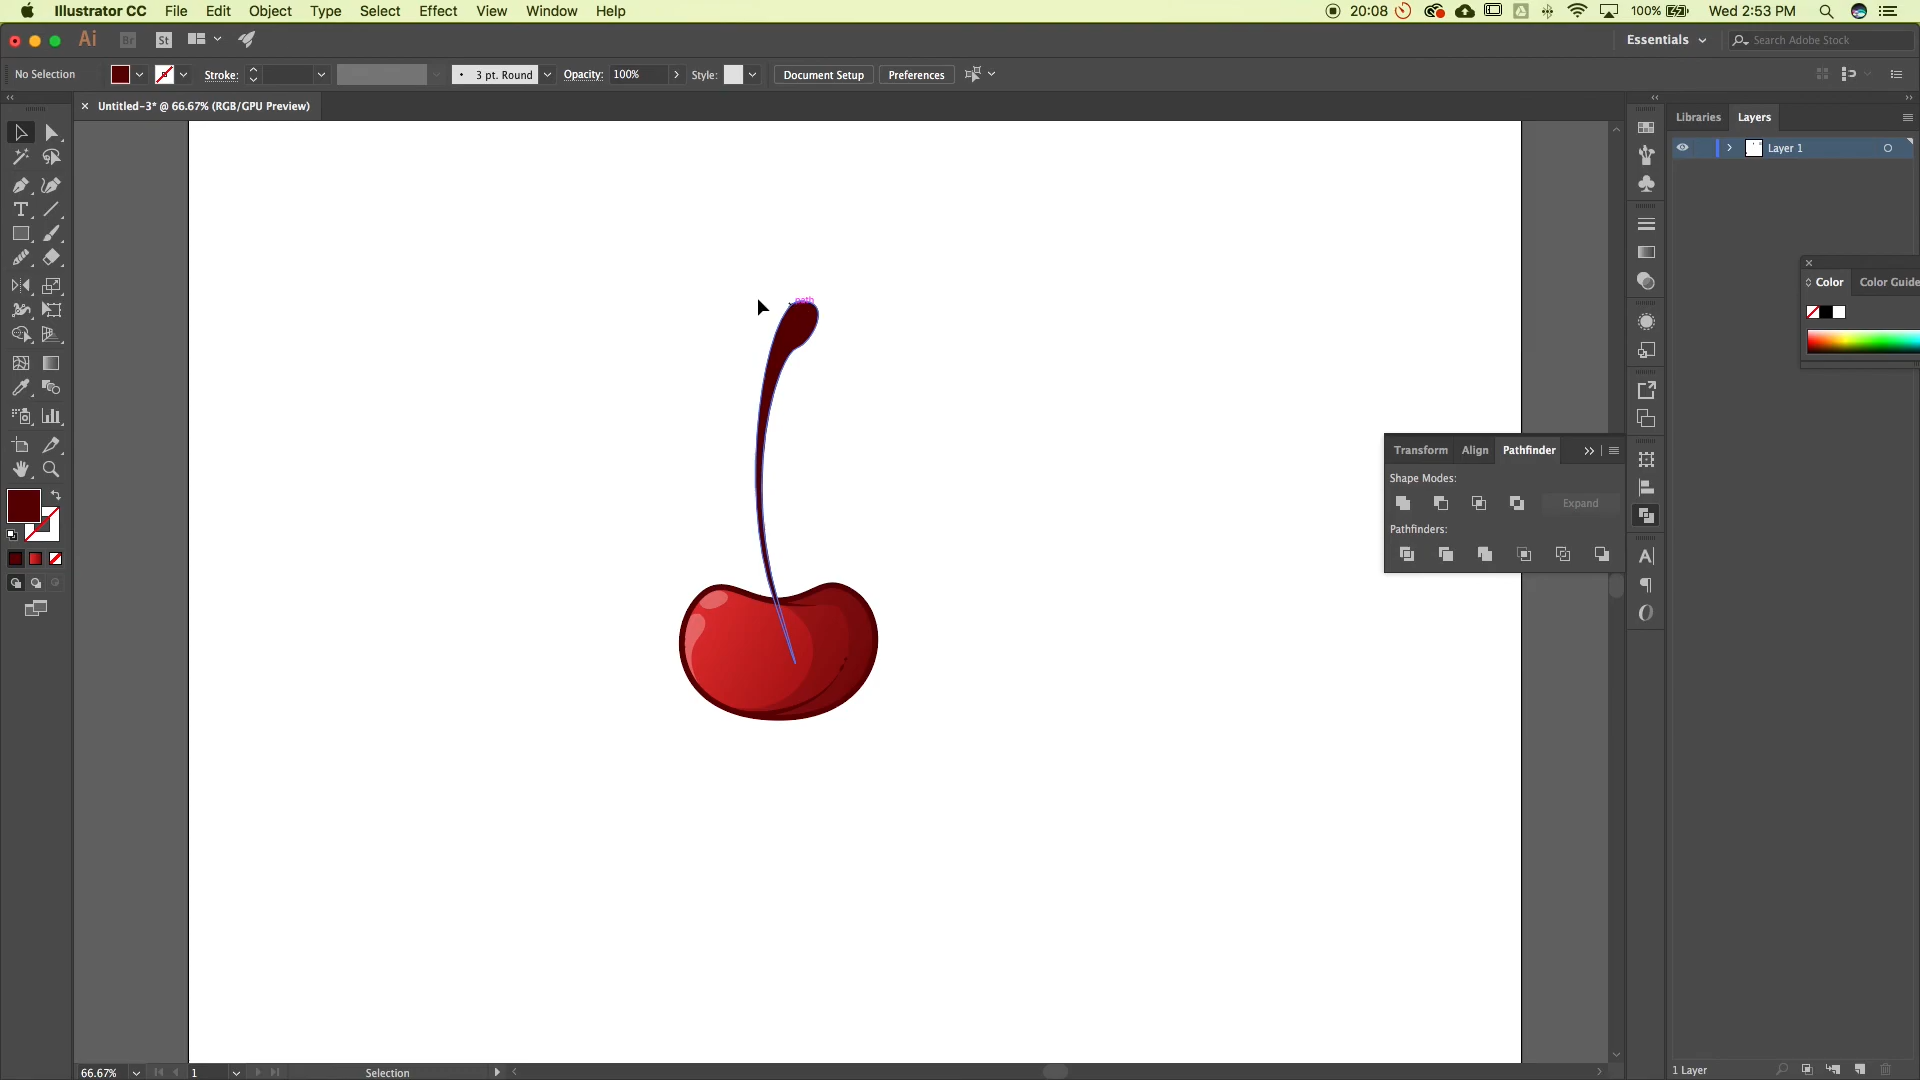 Illustrator CC File Edit Object Type Select Effect View Window Help 20:08 100% Wed 2:53 PM
Ai Br St Essentials Search Adobe Stock
No Selection Stroke: 3 pt. Round Opacity: 100% Style: Document Setup Preferences
Untitled-3* @ 66.67% (RGB/GPU Preview)
Libraries Layers
Layer 1
Color Color Guide
path
Transform Align Pathfinder
Shape Modes:
Expand
Pathfinders:
66.67% 1 Selection 1 Layer